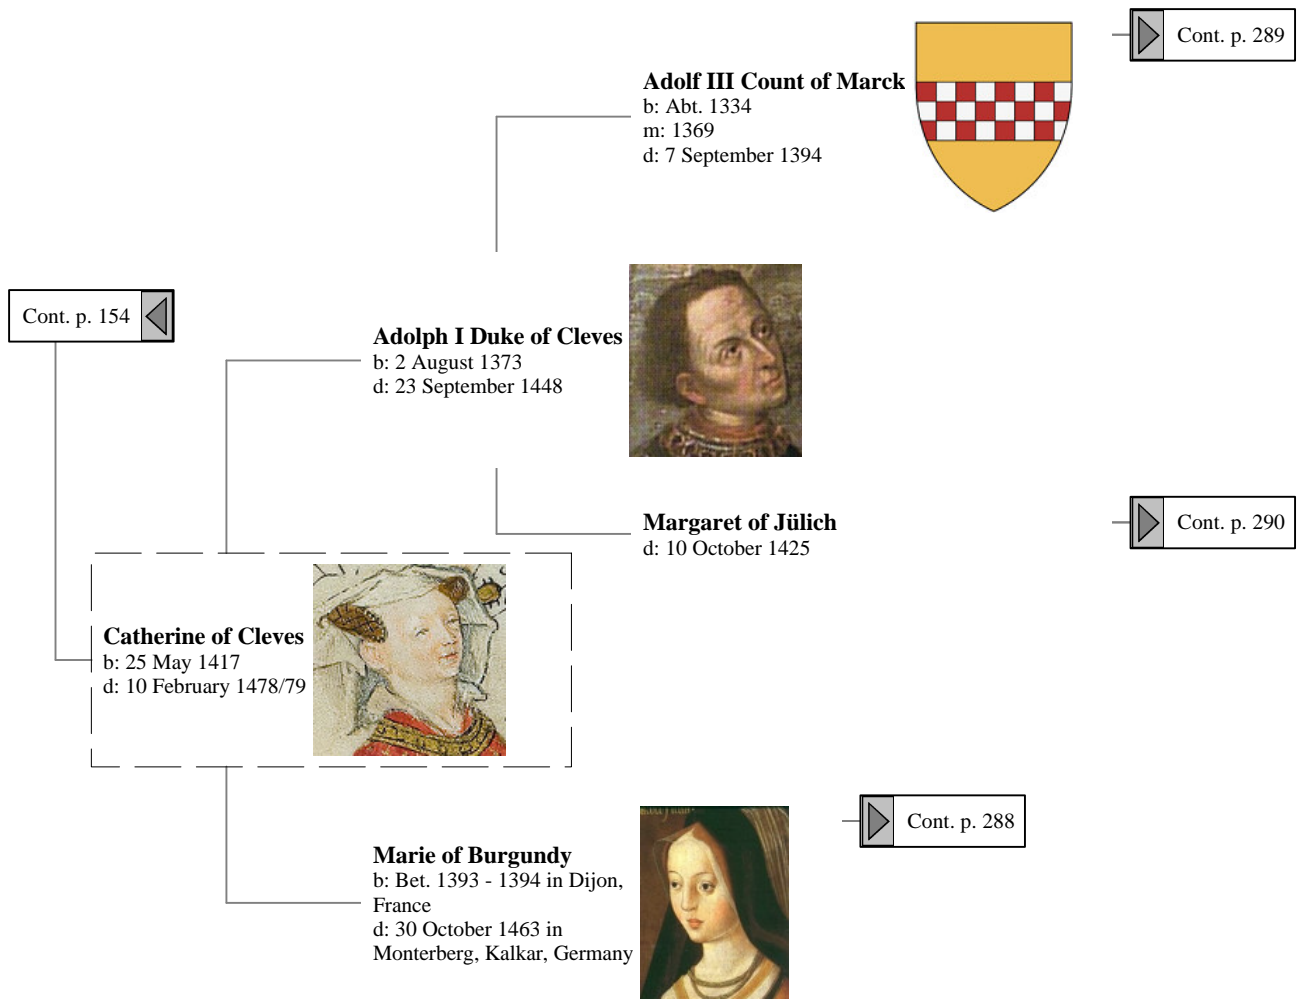 Cont. p. 289
Adolf III Count of Marck
b: Abt. 1334
m: 1369
d: 7 September 1394
Cont. p. 154
Adolph I Duke of Cleves
b: 2 August 1373
d: 23 September 1448
Margaret of Jülich
d: 10 October 1425
Cont. p. 290
Catherine of Cleves
b: 25 May 1417
d: 10 February 1478/79
Cont. p. 288
Marie of Burgundy
b: Bet. 1393 - 1394 in Dijon,
France
d: 30 October 1463 in
Monterberg, Kalkar, Germany